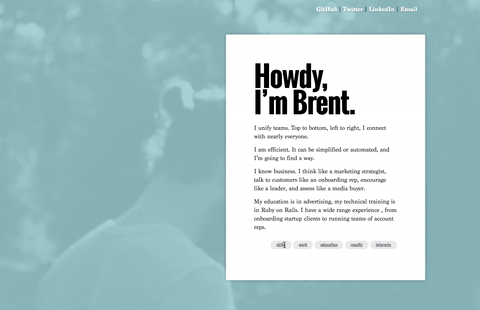 GitHub | Twitter | LinkedIn | Email
Howdy,
I'm Brent.
I unify teams. Top to bottom, left to right, I connect
with nearly everyone.
I am efficient. It can be simplified or automated, and
I'm going to find a way.
I know business. I think like a marketing strategist,
talk to customers like an onboarding rep, encourage
like a leader, and assess like a media buyer.
My education is in advertising, my technical training is
in Ruby on Rails. I have a wide range experience , from
onboarding startup clients to running teams of account
reps.
skills work education results interests